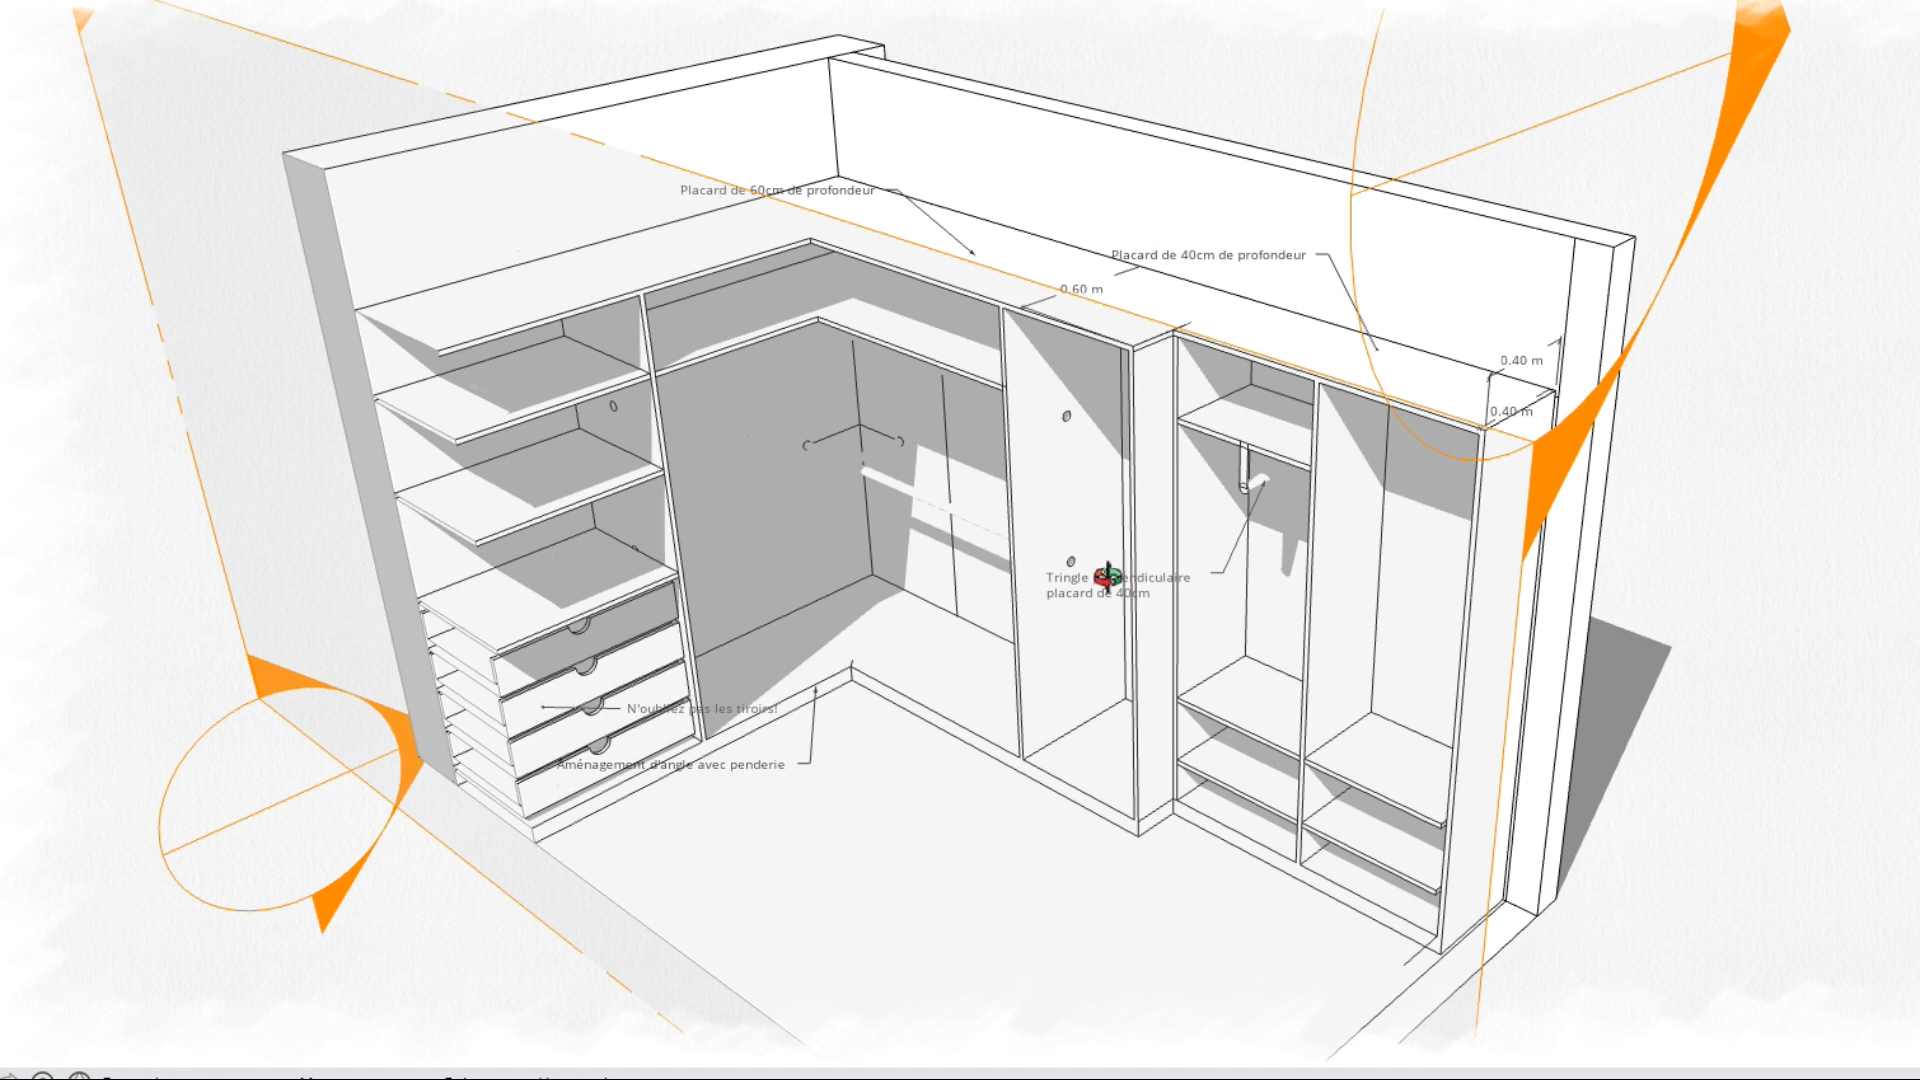 Placard de 60cm de profondeur
Placard de 40cm de profondeur
0.60 m
0.40 m
0.40 m
Tringle
placard de 40cm
N'oubliez pas les tiroirs!
Aménagement d'angle avec penderie